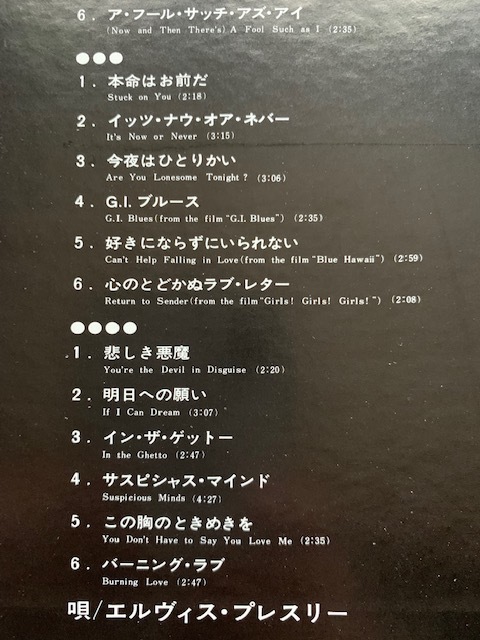 6. ア・フール・サッチ・アズ・アイ
(Now and Then There's) A Fool Such as I (2:35)
●●●
1. 本命はお前だ
Stuck on You (2:18)
2. イッツ・ナウ・オア・ネバー
It's Now or Never (3:15)
3. 今夜はひとりかい
Are You Lonesome Tonight? (3:06)
4. G.I. ブルース
G.I. Blues (from the film "G.I. Blues") (2:35)
5. 好きにならずにいられない
Can't Help Falling in Love (from the film "Blue Hawaii") (2:59)
6. 心のとどかぬラブ・レター
Return to Sender (from the film "Girls! Girls! Girls!") (2:08)
●●●●
1. 悲しき悪魔
You're the Devil in Disguise (2:20)
2. 明日への願い
If I Can Dream (3:07)
3. イン・ザ・ゲットー
In the Ghetto (2:47)
4. サスピシャス・マインド
Suspicious Minds (4:27)
5. この胸のときめきを
You Don't Have to Say You Love Me (2:35)
6. バーニング・ラブ
Burning Love (2:47)
唄/エルヴィス・プレスリー